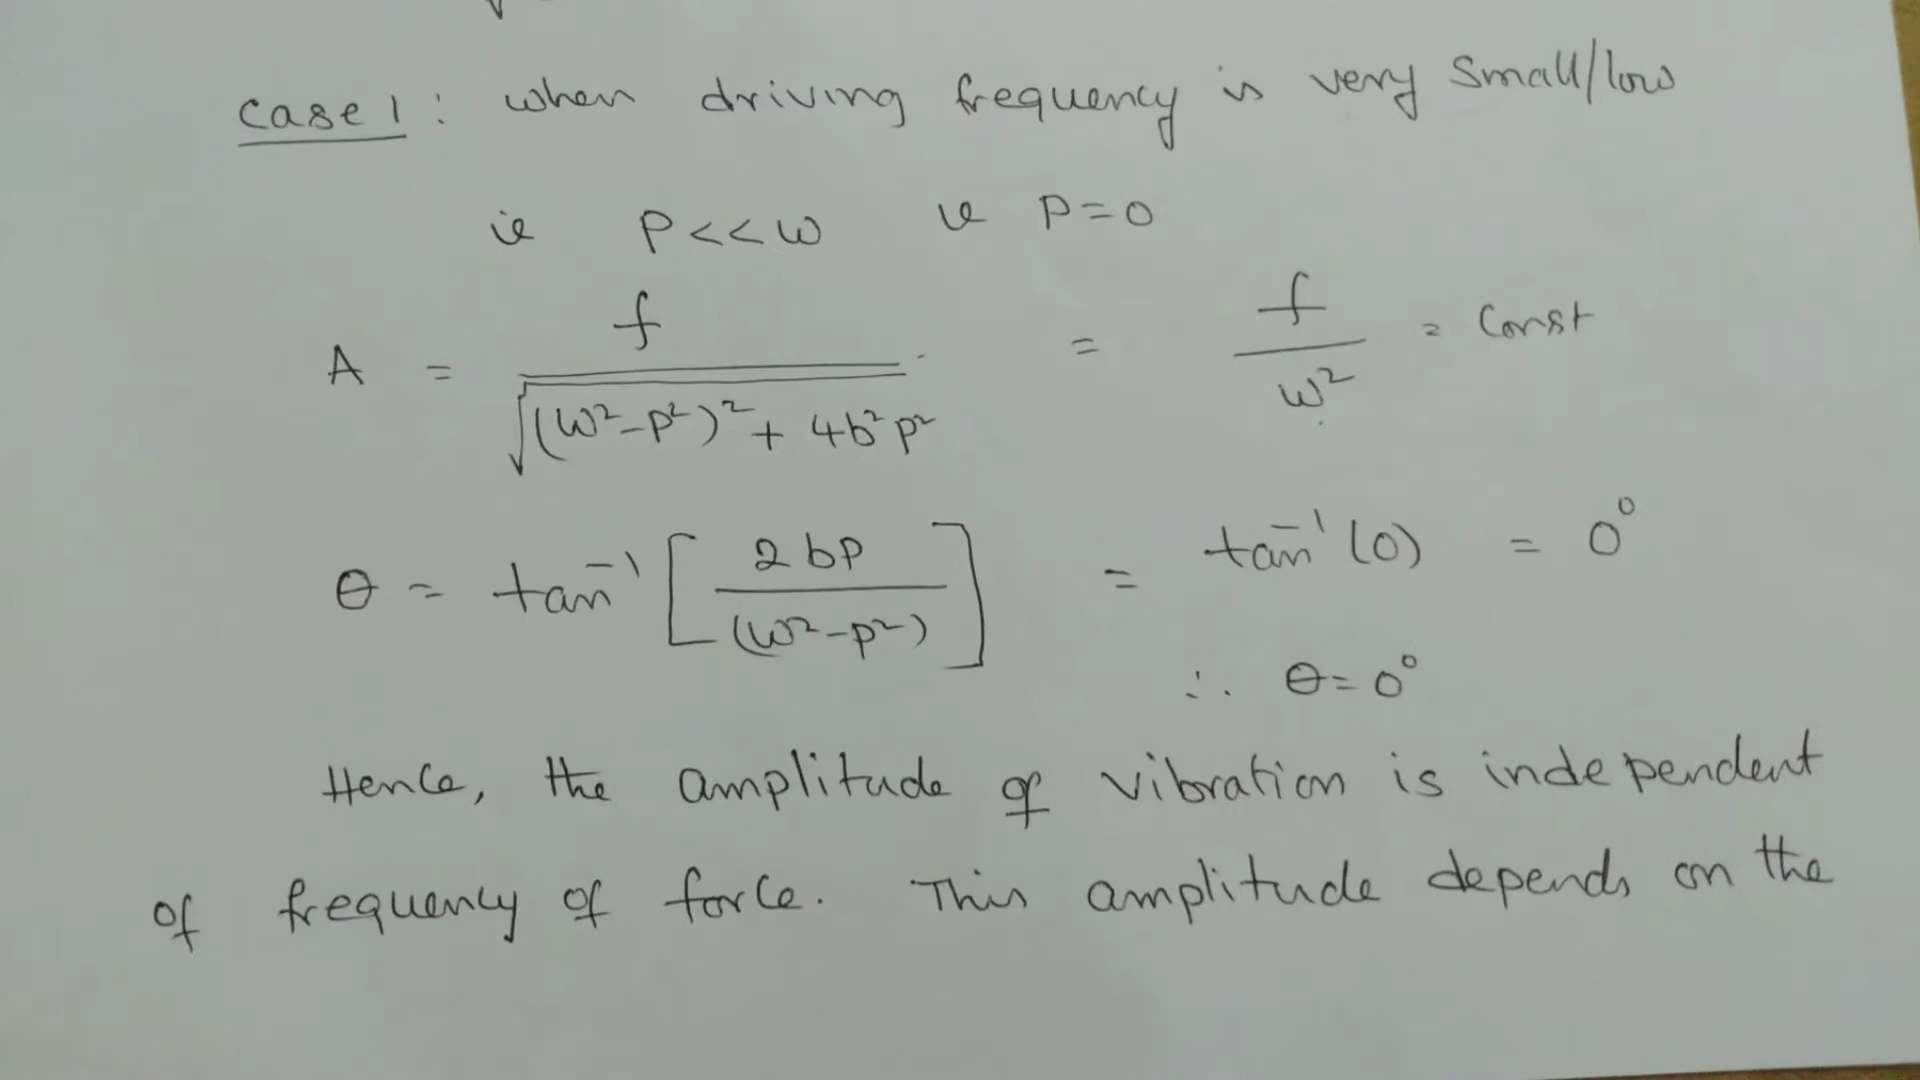 Case 1 : when driving frequency is very small/low
ie P<<ω ie P=0
A = f / √((ω²-p²)² + 4b²p²) = f / ω² = Const
θ = tan⁻¹ [ 2bp / (ω²-p²) ] = tan⁻¹ (0) = 0°
∴ θ=0°
Hence, the amplitude of vibration is independent
of frequency of force. This amplitude depends on the